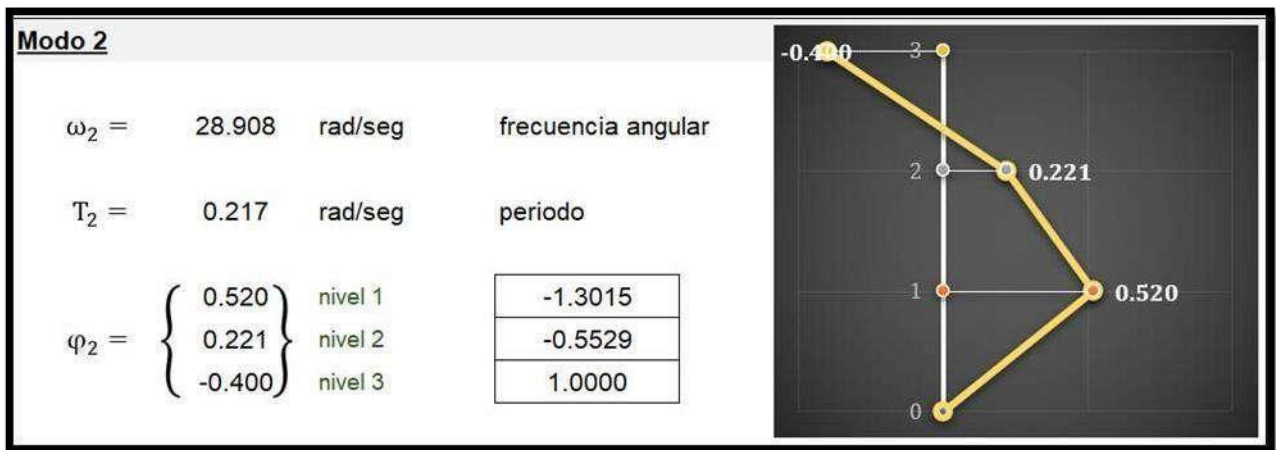 Modo 2
ω₂ = 28.908 rad/seg frecuencia angular
T₂ = 0.217 rad/seg periodo
φ₂ =
0.520 nivel 1 -1.3015
0.221 nivel 2 -0.5529
-0.400 nivel 3 1.0000
-0.400 3
2 0.221
1 0.520
0